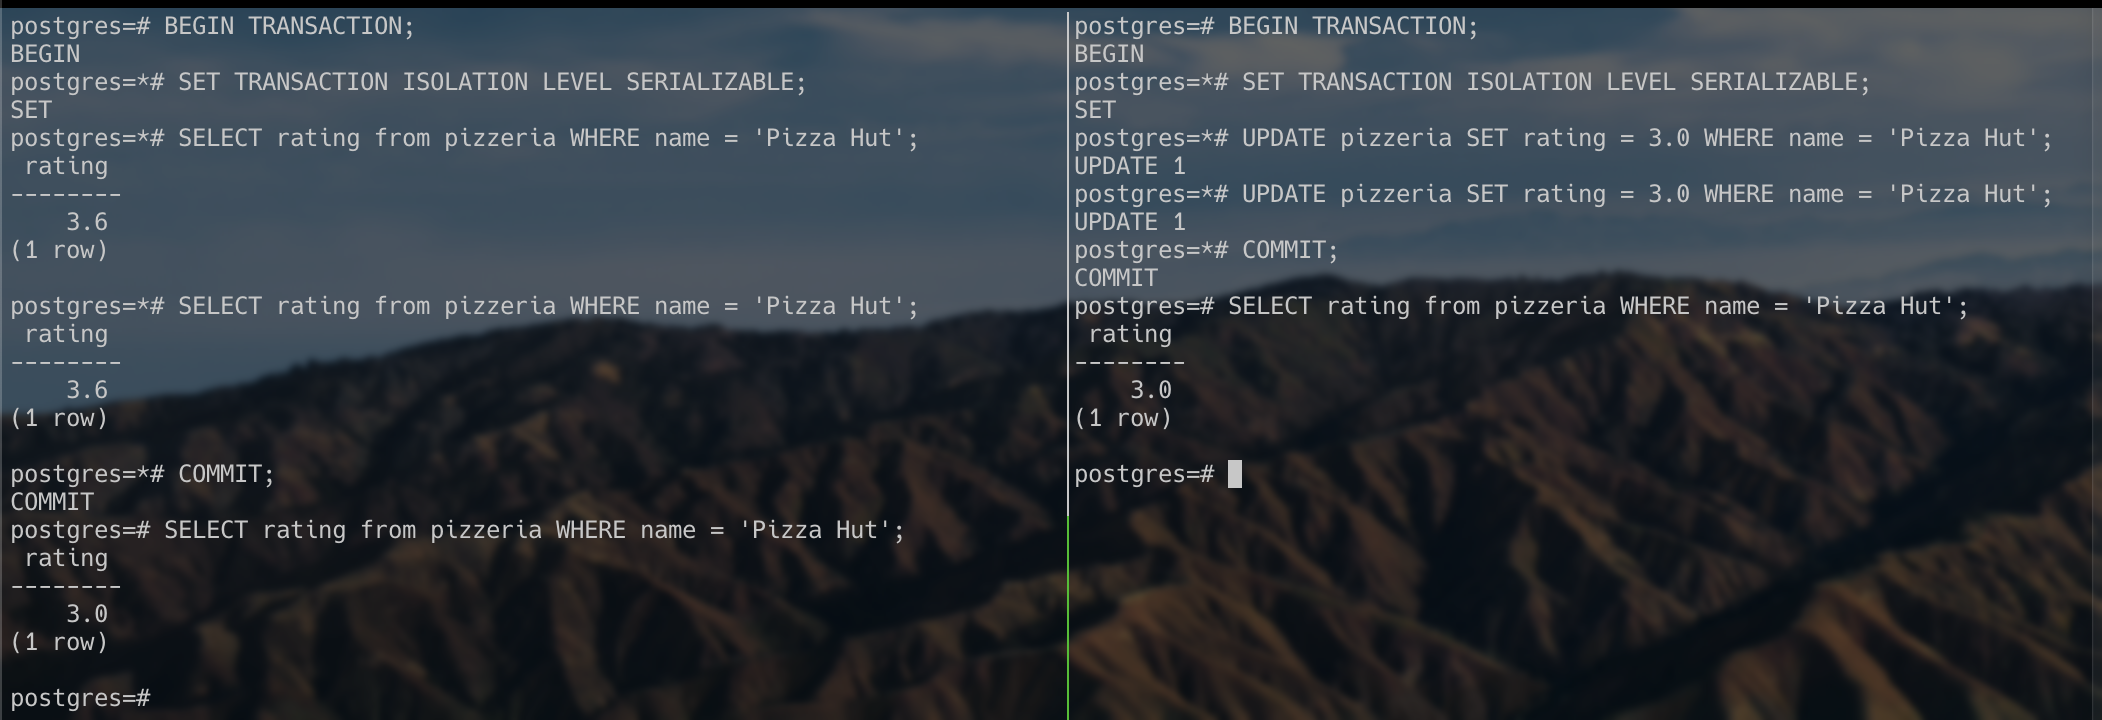 postgres=# BEGIN TRANSACTION;
BEGIN
postgres=*# SET TRANSACTION ISOLATION LEVEL SERIALIZABLE;
SET
postgres=*# SELECT rating from pizzeria WHERE name = 'Pizza Hut';
 rating
--------
    3.6
(1 row)

postgres=*# SELECT rating from pizzeria WHERE name = 'Pizza Hut';
 rating
--------
    3.6
(1 row)

postgres=*# COMMIT;
COMMIT
postgres=# SELECT rating from pizzeria WHERE name = 'Pizza Hut';
 rating
--------
    3.0
(1 row)

postgres=#
postgres=# BEGIN TRANSACTION;
BEGIN
postgres=*# SET TRANSACTION ISOLATION LEVEL SERIALIZABLE;
SET
postgres=*# UPDATE pizzeria SET rating = 3.0 WHERE name = 'Pizza Hut';
UPDATE 1
postgres=*# UPDATE pizzeria SET rating = 3.0 WHERE name = 'Pizza Hut';
UPDATE 1
postgres=*# COMMIT;
COMMIT
postgres=# SELECT rating from pizzeria WHERE name = 'Pizza Hut';
 rating
--------
    3.0
(1 row)

postgres=#